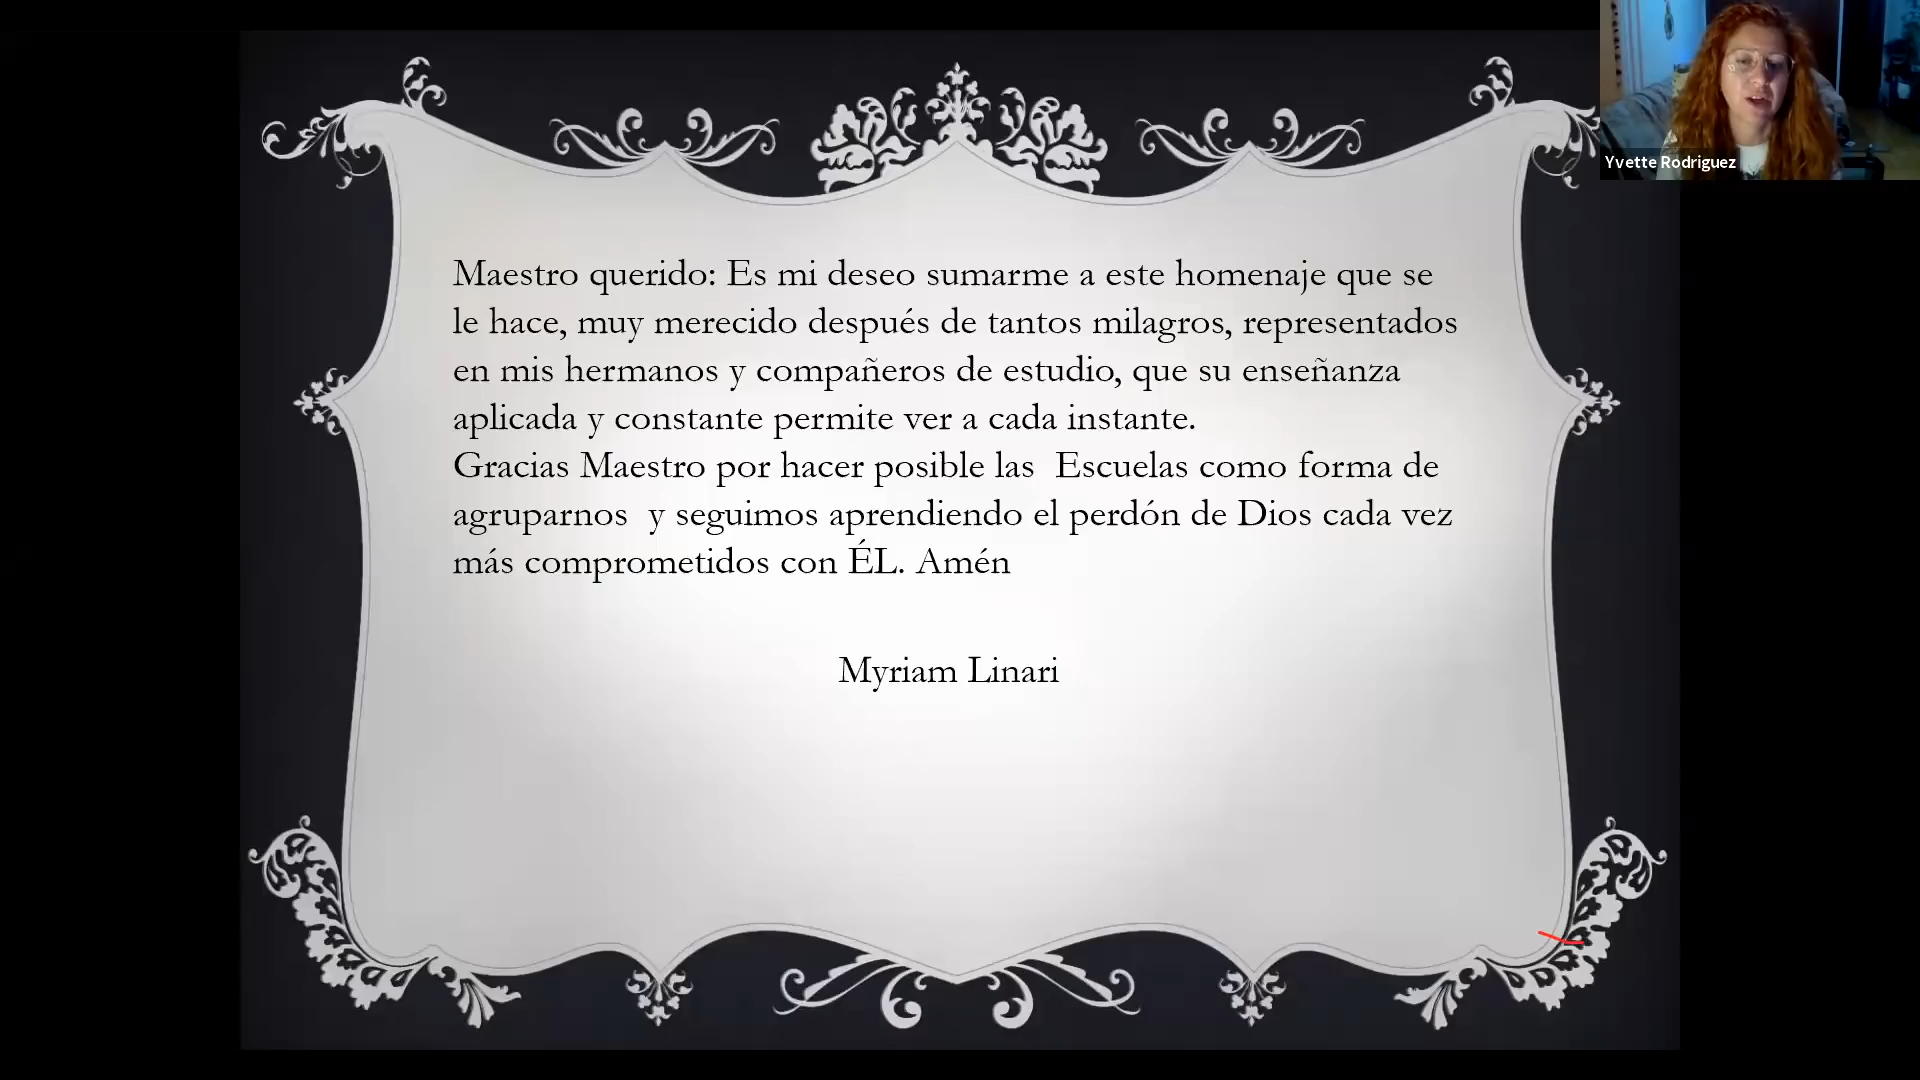 Yvette Rodriguez
Maestro querido: Es mi deseo sumarme a este homenaje que se
le hace, muy merecido después de tantos milagros, representados
en mis hermanos y compañeros de estudio, que su enseñanza
aplicada y constante permite ver a cada instante.
Gracias Maestro por hacer posible las  Escuelas como forma de
agruparnos  y seguimos aprendiendo el perdón de Dios cada vez
más comprometidos con ÉL. Amén
Myriam Linari